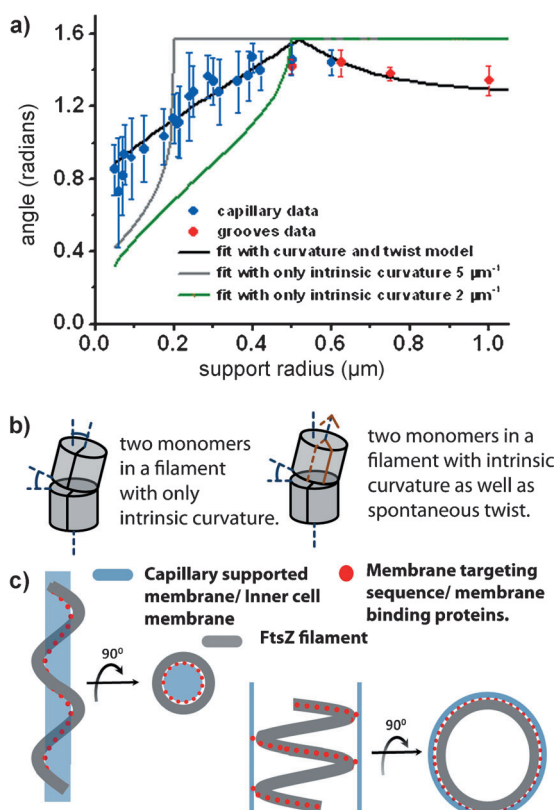 a)
1.6
1.2
0.8
0.4
0.0
angle (radians)
capillary data
grooves data
fit with curvature and twist model
fit with only intrinsic curvature 5 µm⁻¹
fit with only intrinsic curvature 2 µm⁻¹
0.0 0.2 0.4 0.6 0.8 1.0
support radius (µm)
b)
two monomers
in a filament
with only
intrinsic curvature.
two monomers in a
filament with intrinsic
curvature as well as
spontaneous twist.
c)
Capillary supported
membrane/ Inner cell
membrane
Membrane targeting
sequence/ membrane
binding proteins.
FtsZ filament
90⁰
90⁰